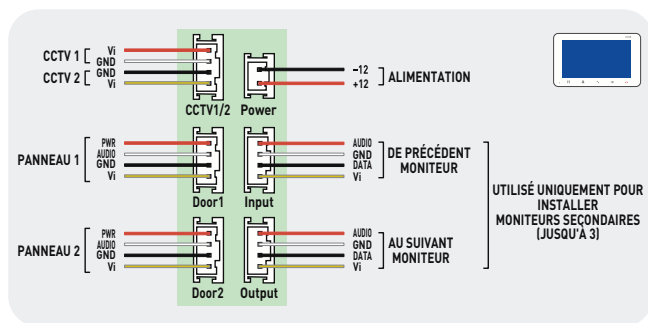 CCTV 1
Vi
GND
CCTV 2
GND
Vi
CCTV1/2
Power
-12
+12
ALIMENTATION
PANNEAU 1
PWR
AUDIO
GND
Vi
Door1
Input
AUDIO
GND
DATA
Vi
DE PRÉCÉDENT
MONITEUR
PANNEAU 2
PWR
AUDIO
GND
Vi
Door2
Output
AUDIO
GND
DATA
Vi
AU SUIVANT
MONITEUR
UTILISÉ UNIQUEMENT POUR
INSTALLER
MONITEURS SEÇONDAIRES
(JUSQU'À 3)